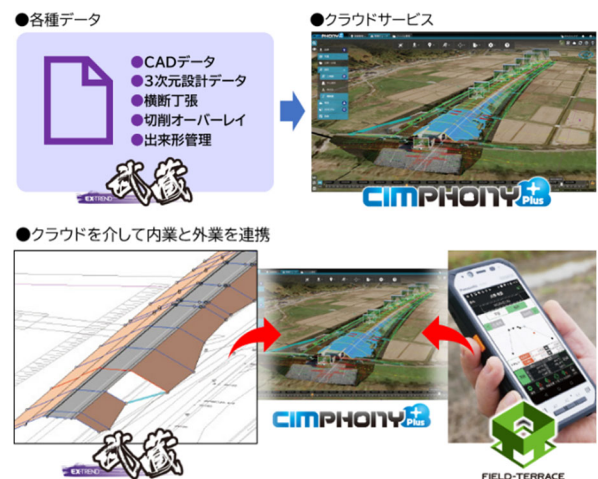 ●各種データ
●クラウドサービス
●CADデータ
●3次元設計データ
●横断丁張
●切削オーバーレイ
●出来形管理
EX-TREND 武蔵
CIMPHONY Plus
●クラウドを介して内業と外業を連携
CIMPHONY Plus
EX-TREND 武蔵
FIELD-TERRACE